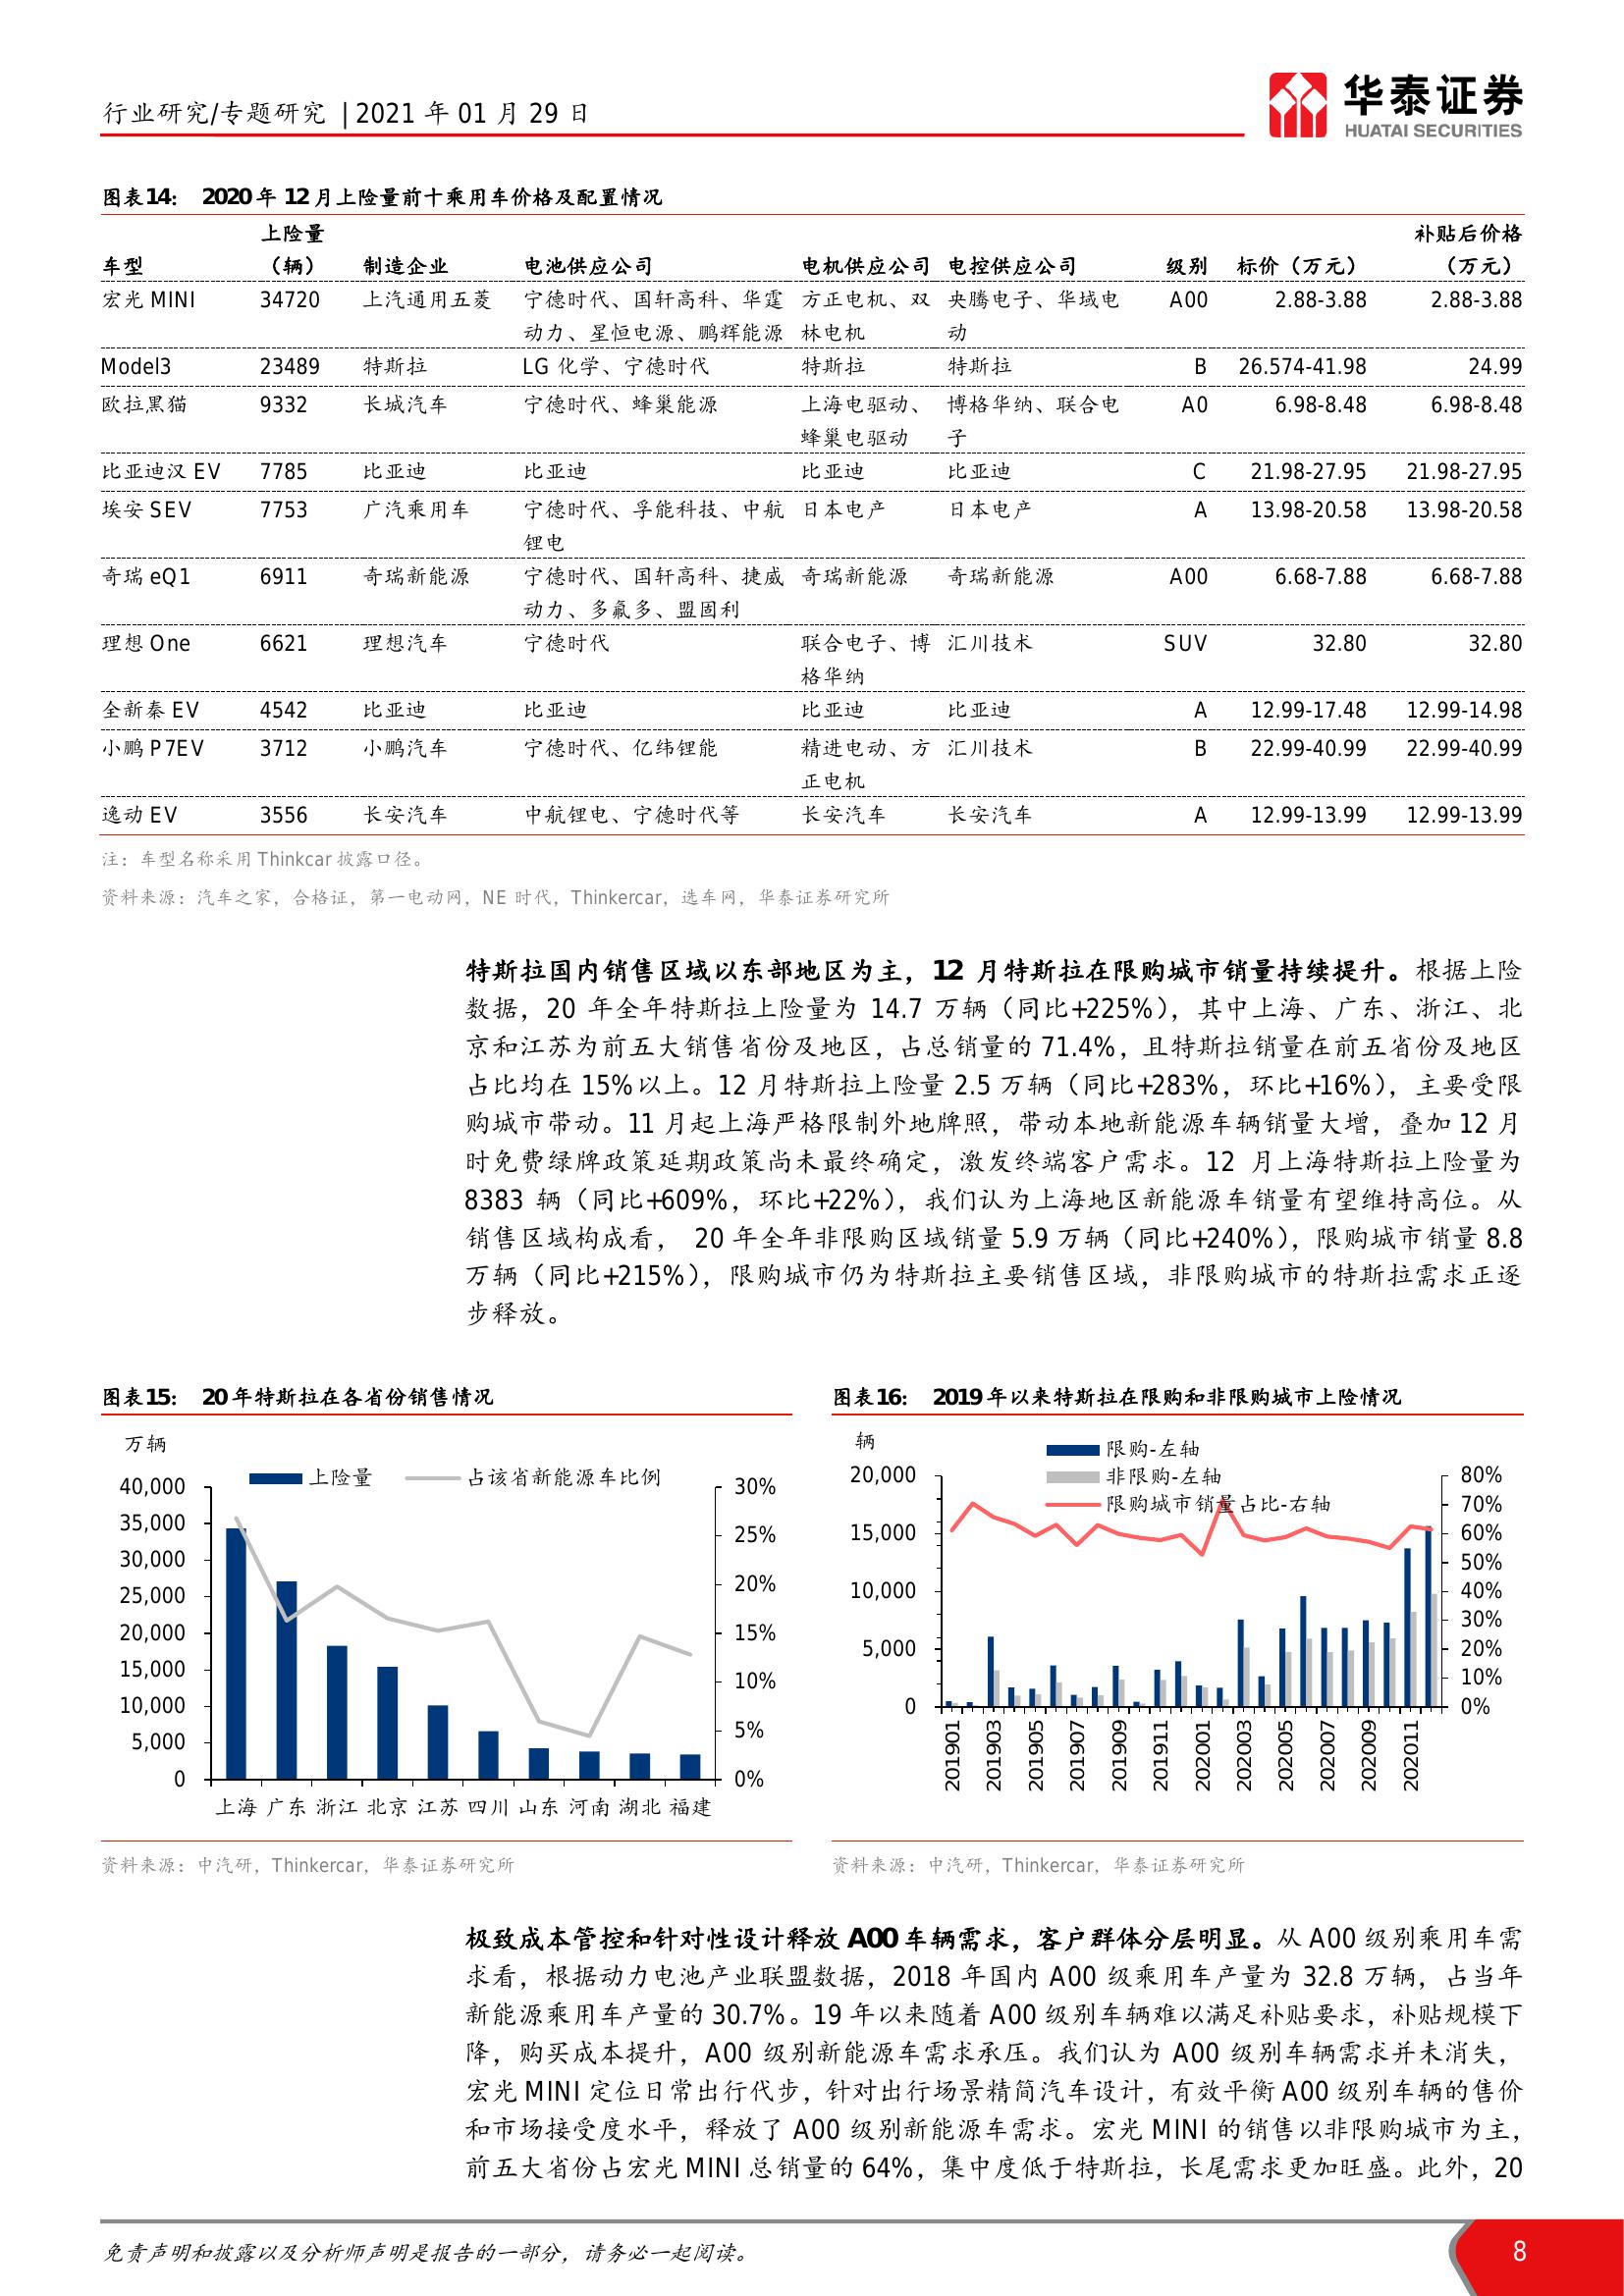 行业研究/专题研究 | 2021 年 01 月 29 日
华泰证券
HUATAI SECURITIES
图表14： 2020 年 12 月上险量前十乘用车价格及配置情况
上险量 补贴后价格
车型 （辆） 制造企业 电池供应公司 电机供应公司 电控供应公司 级别 标价（万元） （万元）
宏光 MINI 34720 上汽通用五菱 宁德时代、国轩高科、华霆 方正电机、双 央腾电子、华域电 A00 2.88-3.88 2.88-3.88
动力、星恒电源、鹏辉能源 林电机 动
Model3 23489 特斯拉 LG 化学、宁德时代 特斯拉 特斯拉 B 26.574-41.98 24.99
欧拉黑猫 9332 长城汽车 宁德时代、蜂巢能源 上海电驱动、 博格华纳、联合电 A0 6.98-8.48 6.98-8.48
蜂巢电驱动 子
比亚迪汉 EV 7785 比亚迪 比亚迪 比亚迪 比亚迪 C 21.98-27.95 21.98-27.95
埃安 SEV 7753 广汽乘用车 宁德时代、孚能科技、中航 日本电产 日本电产 A 13.98-20.58 13.98-20.58
锂电
奇瑞 eQ1 6911 奇瑞新能源 宁德时代、国轩高科、捷威 奇瑞新能源 奇瑞新能源 A00 6.68-7.88 6.68-7.88
动力、多氟多、盟固利
理想 One 6621 理想汽车 宁德时代 联合电子、博 汇川技术 SUV 32.80 32.80
格华纳
全新秦 EV 4542 比亚迪 比亚迪 比亚迪 比亚迪 A 12.99-17.48 12.99-14.98
小鹏 P7EV 3712 小鹏汽车 宁德时代、亿纬锂能 精进电动、方 汇川技术 B 22.99-40.99 22.99-40.99
正电机
逸动 EV 3556 长安汽车 中航锂电、宁德时代等 长安汽车 长安汽车 A 12.99-13.99 12.99-13.99
注：车型名称采用 Thinkcar 披露口径。
资料来源：汽车之家，合格证，第一电动网，NE 时代，Thinkercar，选车网，华泰证券研究所
特斯拉国内销售区域以东部地区为主，12 月特斯拉在限购城市销量持续提升。根据上险
数据，20 年全年特斯拉上险量为 14.7 万辆（同比+225%），其中上海、广东、浙江、北
京和江苏为前五大销售省份及地区，占总销量的 71.4%，且特斯拉销量在前五省份及地区
占比均在 15%以上。12 月特斯拉上险量 2.5 万辆（同比+283%，环比+16%），主要受限
购城市带动。11 月起上海严格限制外地牌照，带动本地新能源车辆销量大增，叠加 12 月
时免费绿牌政策延期政策尚未最终确定，激发终端客户需求。12 月上海特斯拉上险量为
8383 辆（同比+609%，环比+22%），我们认为上海地区新能源车销量有望维持高位。从
销售区域构成看， 20 年全年非限购区域销量 5.9 万辆（同比+240%），限购城市销量 8.8
万辆（同比+215%），限购城市仍为特斯拉主要销售区域，非限购城市的特斯拉需求正逐
步释放。
图表15： 20 年特斯拉在各省份销售情况
万辆
上险量 占该省新能源车比例
40,000 30%
35,000 25%
30,000
25,000 20%
20,000 15%
15,000
10,000 10%
5,000 5%
0 0%
上海 广东 浙江 北京 江苏 四川 山东 河南 湖北 福建
资料来源：中汽研，Thinkercar，华泰证券研究所
图表16： 2019 年以来特斯拉在限购和非限购城市上险情况
辆
限购-左轴
非限购-左轴
限购城市销量占比-右轴
20,000 80%
70%
15,000 60%
50%
10,000 40%
30%
5,000 20%
10%
0 0%
201901 201903 201905 201907 201909 201911 202001 202003 202005 202007 202009 202011
资料来源：中汽研，Thinkercar，华泰证券研究所
极致成本管控和针对性设计释放 A00 车辆需求，客户群体分层明显。从 A00 级别乘用车需
求看，根据动力电池产业联盟数据，2018 年国内 A00 级乘用车产量为 32.8 万辆，占当年
新能源乘用车产量的 30.7%。19 年以来随着 A00 级别车辆难以满足补贴要求，补贴规模下
降，购买成本提升，A00 级别新能源车需求承压。我们认为 A00 级别车辆需求并未消失，
宏光 MINI 定位日常出行代步，针对出行场景精简汽车设计，有效平衡 A00 级别车辆的售价
和市场接受度水平，释放了 A00 级别新能源车需求。宏光 MINI 的销售以非限购城市为主，
前五大省份占宏光 MINI 总销量的 64%，集中度低于特斯拉，长尾需求更加旺盛。此外，20
免责声明和披露以及分析师声明是报告的一部分，请务必一起阅读。
8